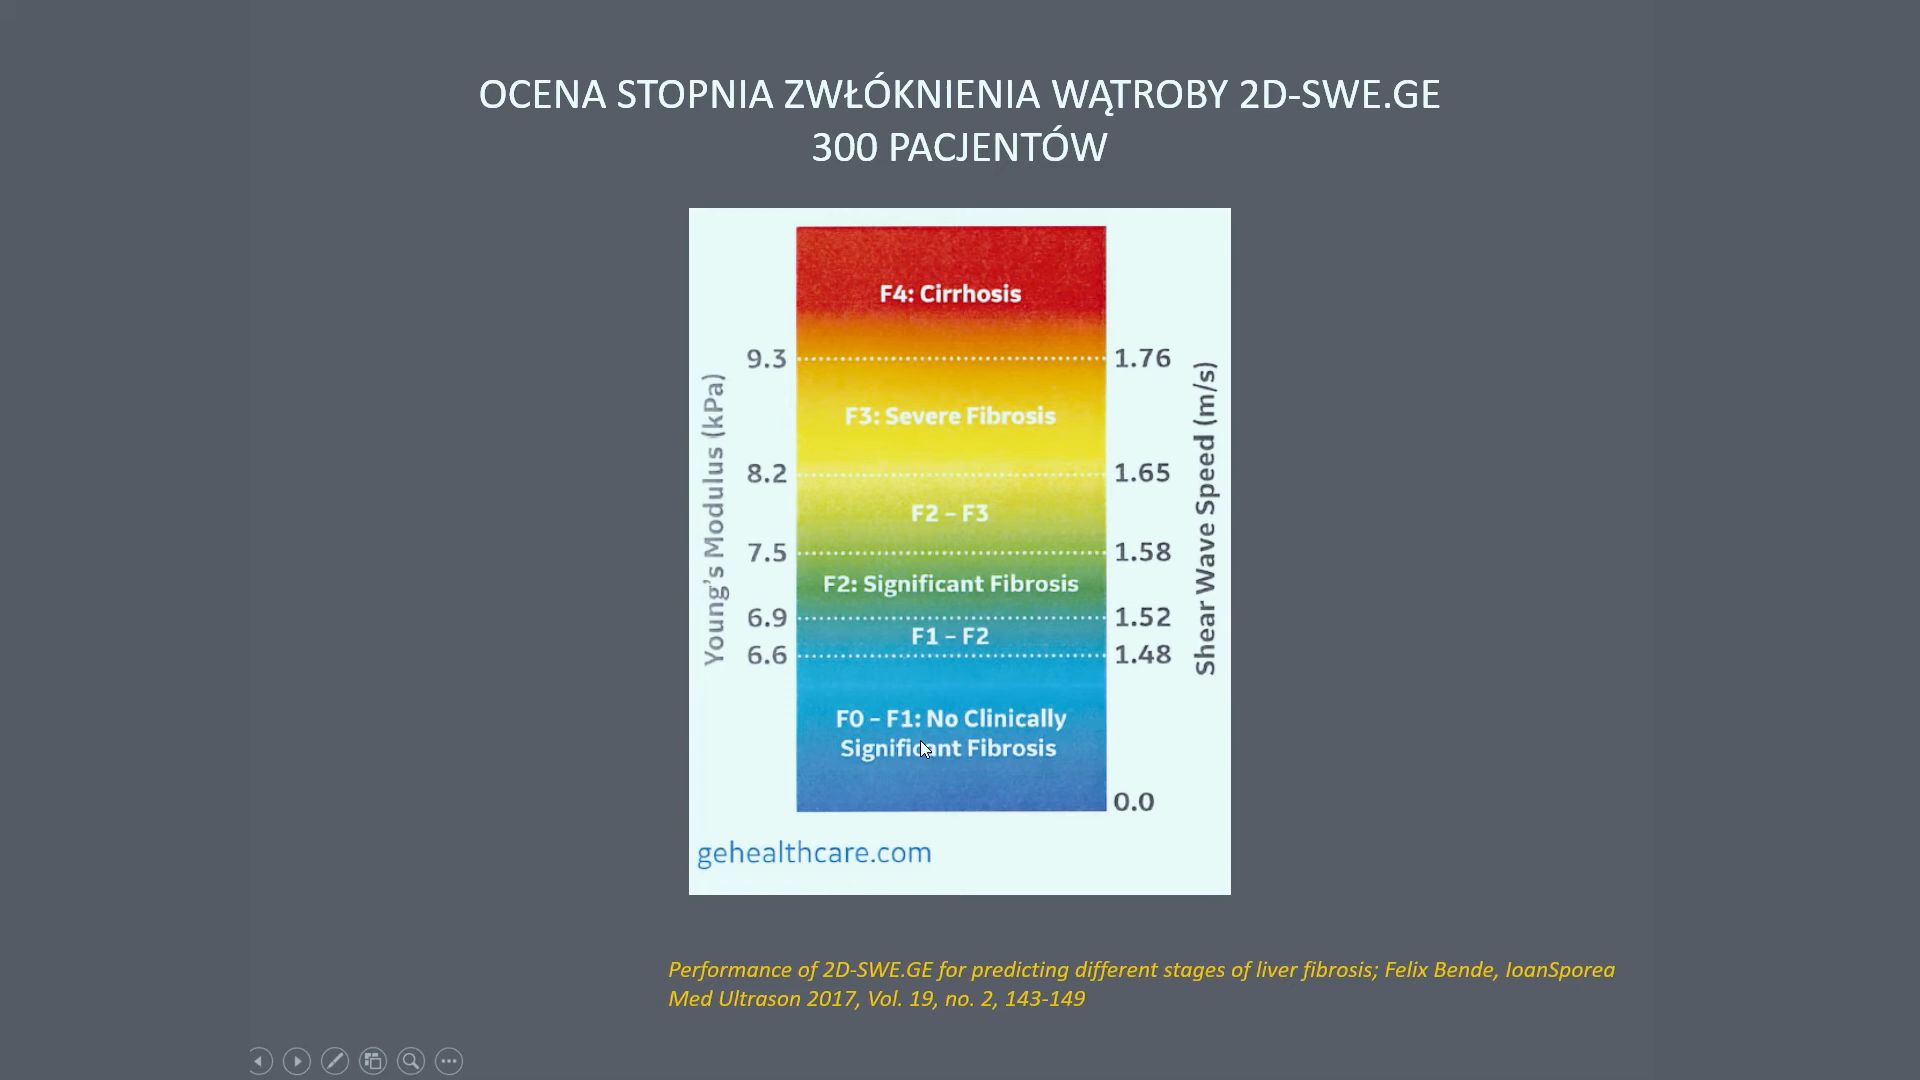 OCENA STOPNIA ZWŁÓKNIENIA WĄTROBY 2D-SWE.GE
300 PACJENTÓW
F4: Cirrhosis
9.3
1.76
F3: Severe Fibrosis
8.2
1.65
F2 – F3
7.5
1.58
F2: Significant Fibrosis
6.9
1.52
F1 – F2
6.6
1.48
F0 – F1: No Clinically
Significant Fibrosis
0.0
Young's Modulus (kPa)
Shear Wave Speed (m/s)
gehealthcare.com
Performance of 2D-SWE.GE for predicting different stages of liver fibrosis; Felix Bende, IoanSporea
Med Ultrason 2017, Vol. 19, no. 2, 143-149